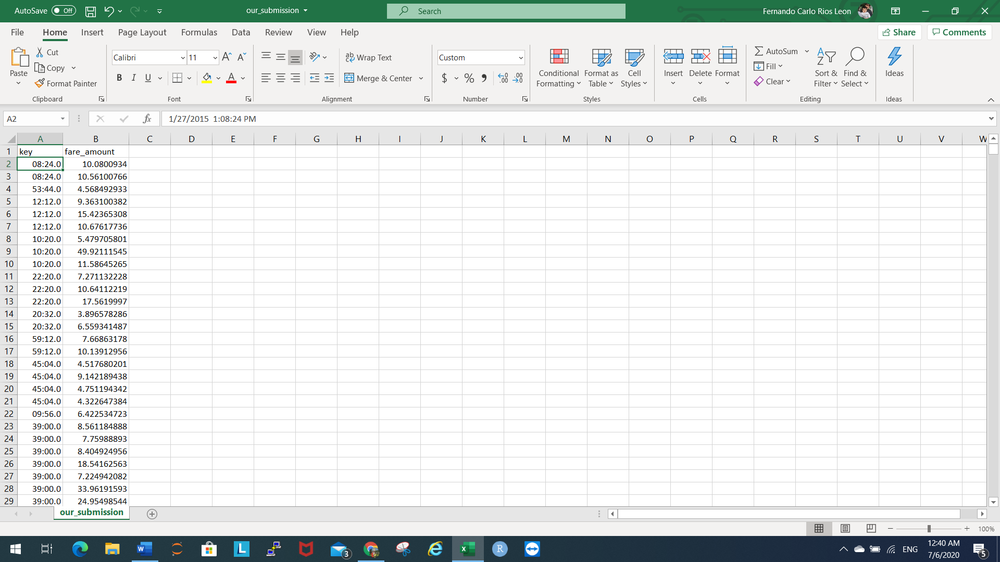 AutoSave Off our_submission Search Fernando Carlo Rios Leon
File Home Insert Page Layout Formulas Data Review View Help Share Comments
Paste Cut Copy Format Painter Clipboard
Calibri 11 B I U A Font
Wrap Text Merge & Center Alignment
Custom $ % Number
Conditional Formatting Format as Table Cell Styles Styles
Insert Delete Format Cells
AutoSum Fill Clear Sort & Filter Find & Select Editing
Ideas Ideas
A2 fx 1/27/2015 1:08:24 PM
A B C D E F G H I J K L M N O P Q R S T U V W
1 key fare_amount
2 08:24.0 10.0800934
3 08:24.0 10.56100766
4 53:44.0 4.568492933
5 12:12.0 9.363100382
6 12:12.0 15.42365308
7 12:12.0 10.67617736
8 10:20.0 5.479705801
9 10:20.0 49.92111545
10 10:20.0 11.58645265
11 22:20.0 7.271132228
12 22:20.0 10.64112219
13 22:20.0 17.5619997
14 20:32.0 3.896578286
15 20:32.0 6.559341487
16 59:12.0 7.66863178
17 59:12.0 10.13912956
18 45:04.0 4.517680201
19 45:04.0 9.142189438
20 45:04.0 4.751194342
21 45:04.0 4.322647384
22 09:56.0 6.422534723
23 39:00.0 8.561184888
24 39:00.0 7.75988893
25 39:00.0 8.404924956
26 39:00.0 18.54162563
27 39:00.0 7.224942082
28 39:00.0 33.96191593
29 39:00.0 24.95498544
our_submission
100%
3 ENG 12:40 AM 5
7/6/2020